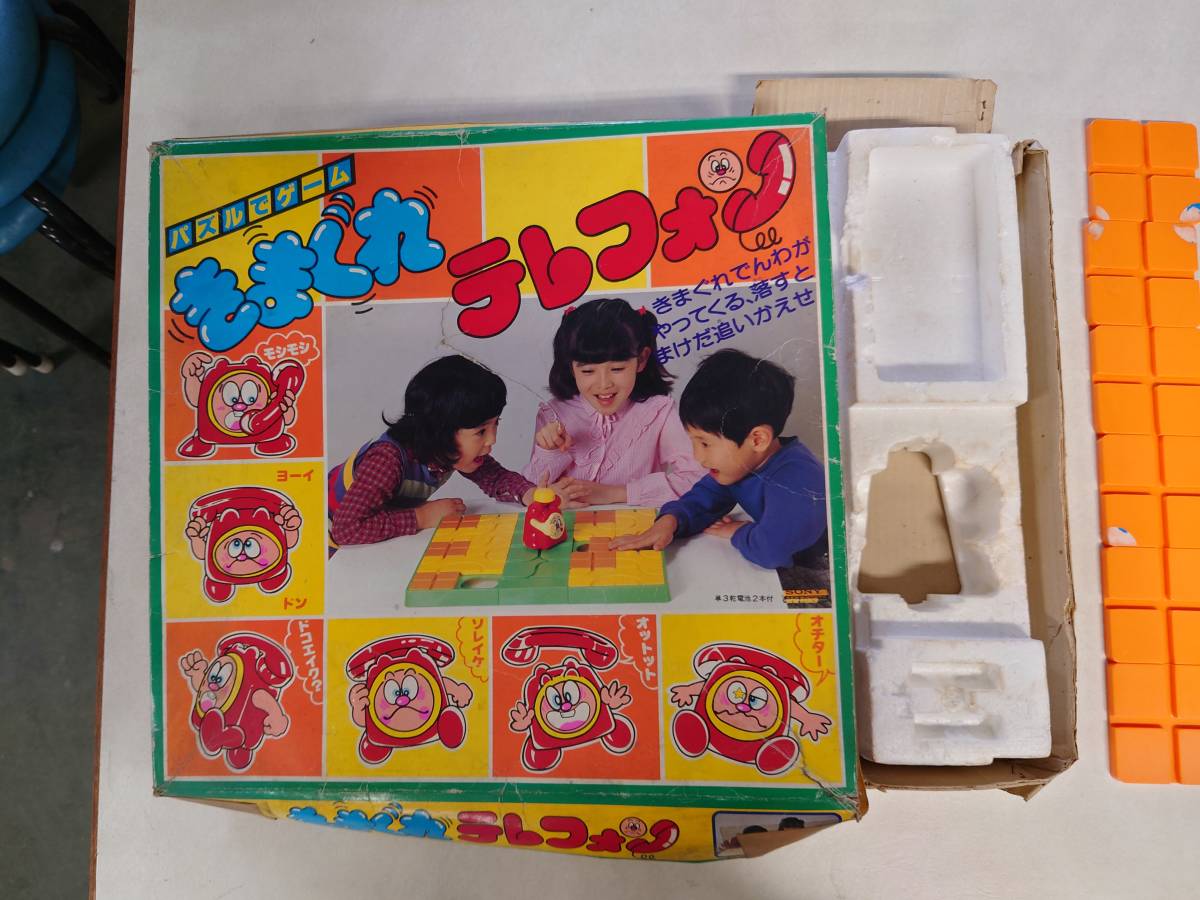 パズルでゲーム
きまぐれ
テレフォン
きまぐれでんわが
やってくる、落すと
まけだ追いかえせ
モシモシ
ヨーイ
ドン
単3乾電池2本付
SONY
ドコエイク?
ソレイケ
オットット
オチター
きまぐれ テレフォン